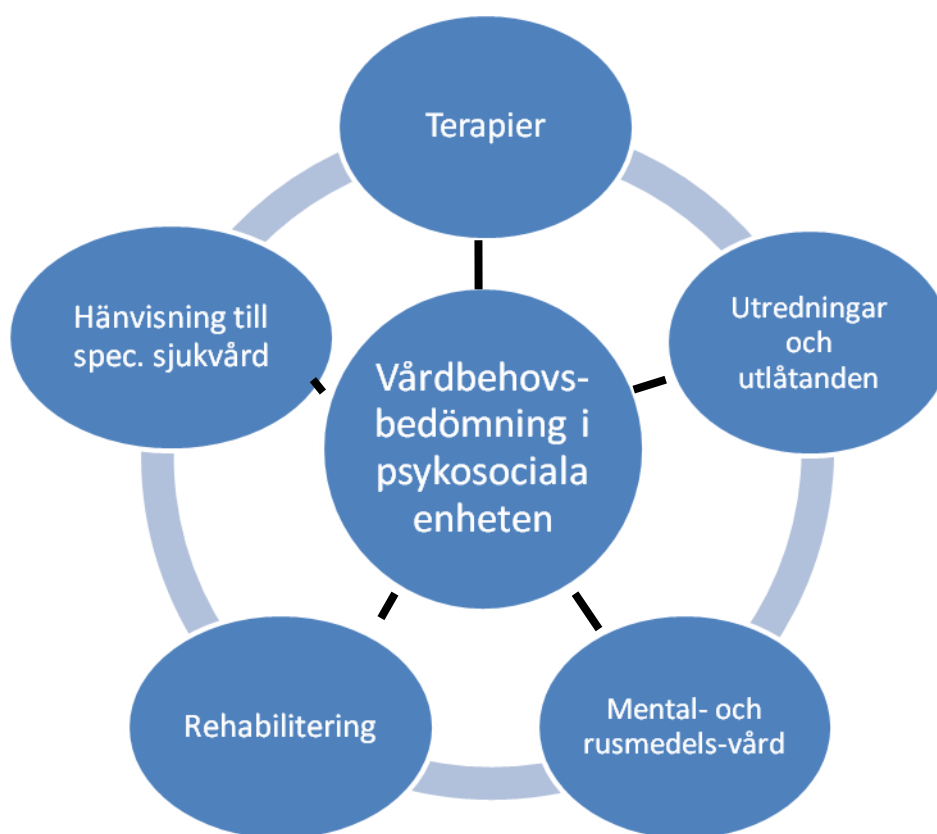 Terapier
Hänvisning till
spec. sjukvård
Utredningar
och
utlåtanden
Vårdbehovs-
bedömning i
psykosociala
enheten
Rehabilitering
Mental- och
rusmedels-vård